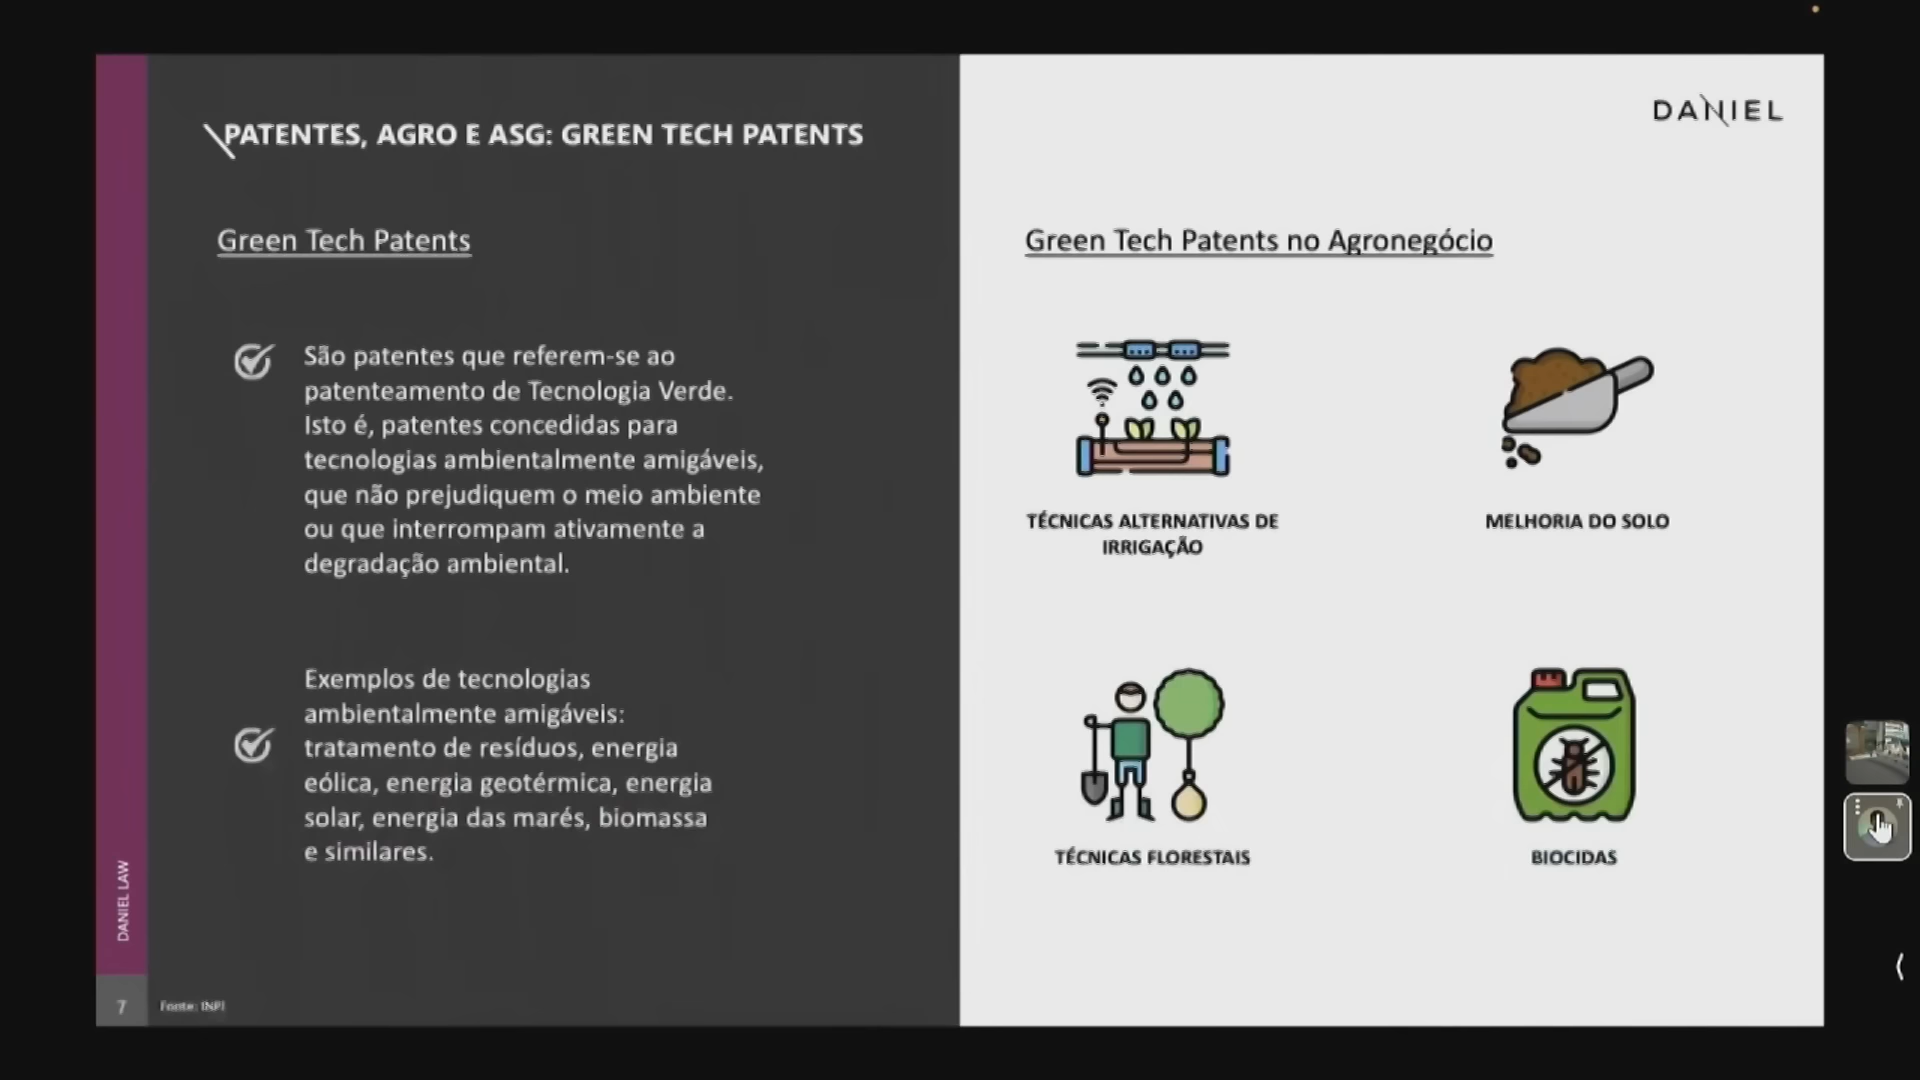 PATENTES, AGRO E ASG: GREEN TECH PATENTS
Green Tech Patents
São patentes que referem-se ao
patenteamento de Tecnologia Verde.
Isto é, patentes concedidas para
tecnologias ambientalmente amigáveis,
que não prejudiquem o meio ambiente
ou que interrompam ativamente a
degradação ambiental.
Exemplos de tecnologias
ambientalmente amigáveis:
tratamento de resíduos, energia
eólica, energia geotérmica, energia
solar, energia das marés, biomassa
e similares.
DANIEL LAW
7
Fonte: INPI
DANIEL
Green Tech Patents no Agronegócio
TÉCNICAS ALTERNATIVAS DE
IRRIGAÇÃO
MELHORIA DO SOLO
TÉCNICAS FLORESTAIS
BIOCIDAS